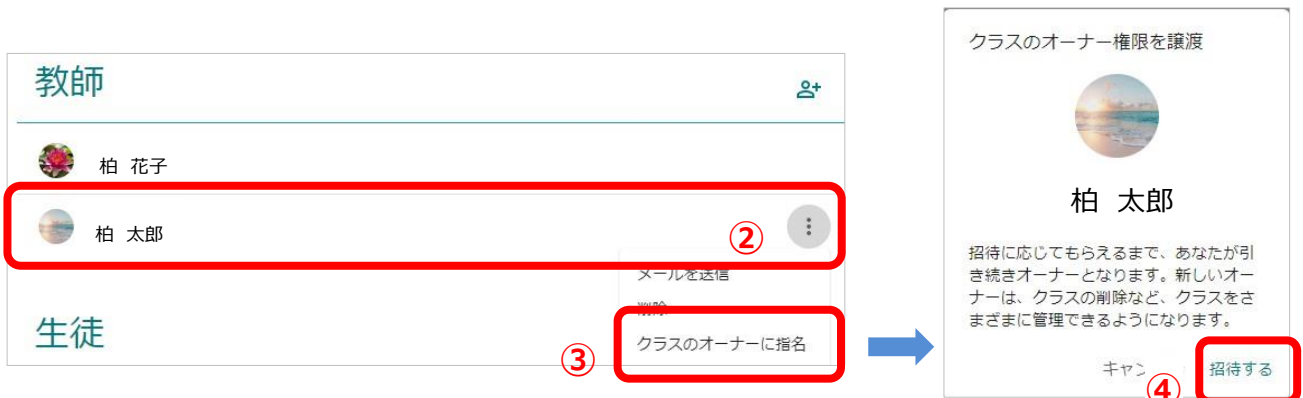 教師
柏 花子
柏 太郎
②
メールを送信
削除
クラスのオーナーに指名
③
生徒
クラスのオーナー権限を譲渡
柏 太郎
招待に応じてもらえるまで、あなたが引
き続きオーナーとなります。新しいオー
ナーは、クラスの削除など、クラスをさ
まざまに管理できるようになります。
キャン
④
招待する